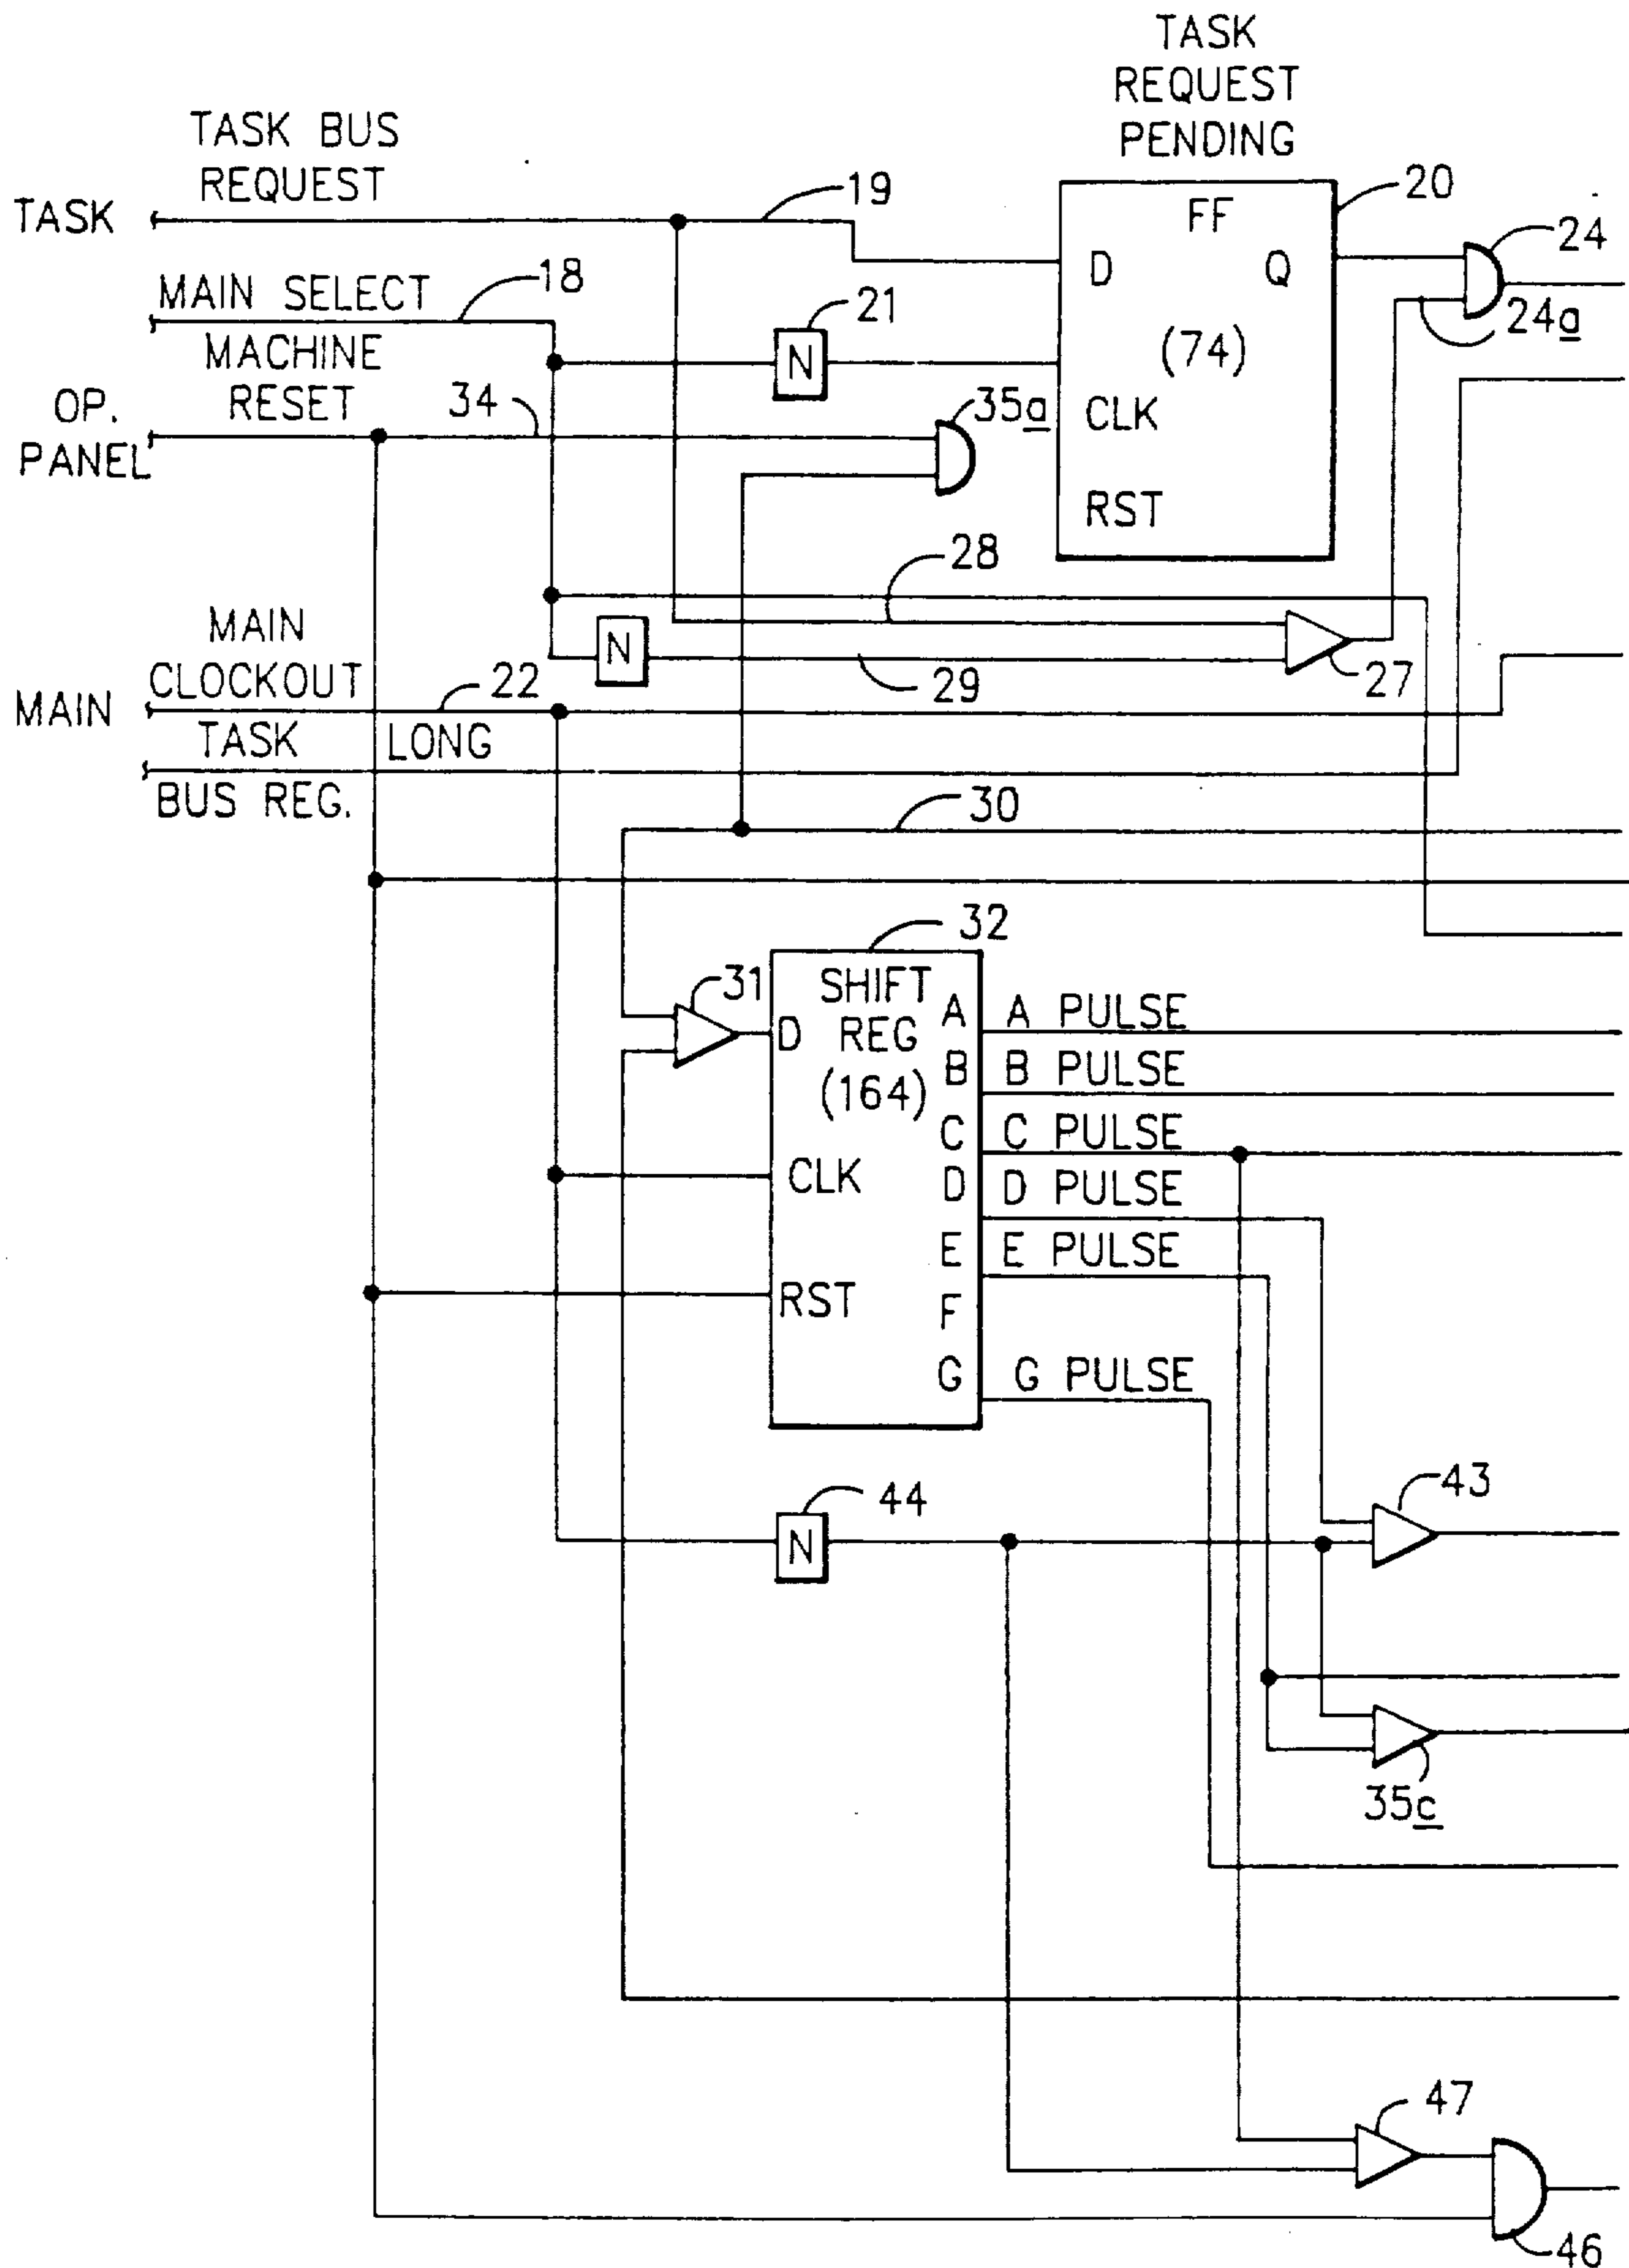 TASK
REQUEST
PENDING
TASK BUS
REQUEST
TASK
19
20
FF
D
Q
24
MAIN SELECT
18
21
N
(74)
24a
MACHINE
RESET
OP.
PANEL
34
35a
CLK
RST
28
N
29
27
MAIN
CLOCKOUT
22
MAIN
TASK LONG
BUS REG.
30
32
31
SHIFT
REG
(164)
D
CLK
RST
A A PULSE
B B PULSE
C C PULSE
D D PULSE
E E PULSE
F
G G PULSE
44
N
43
35c
47
46